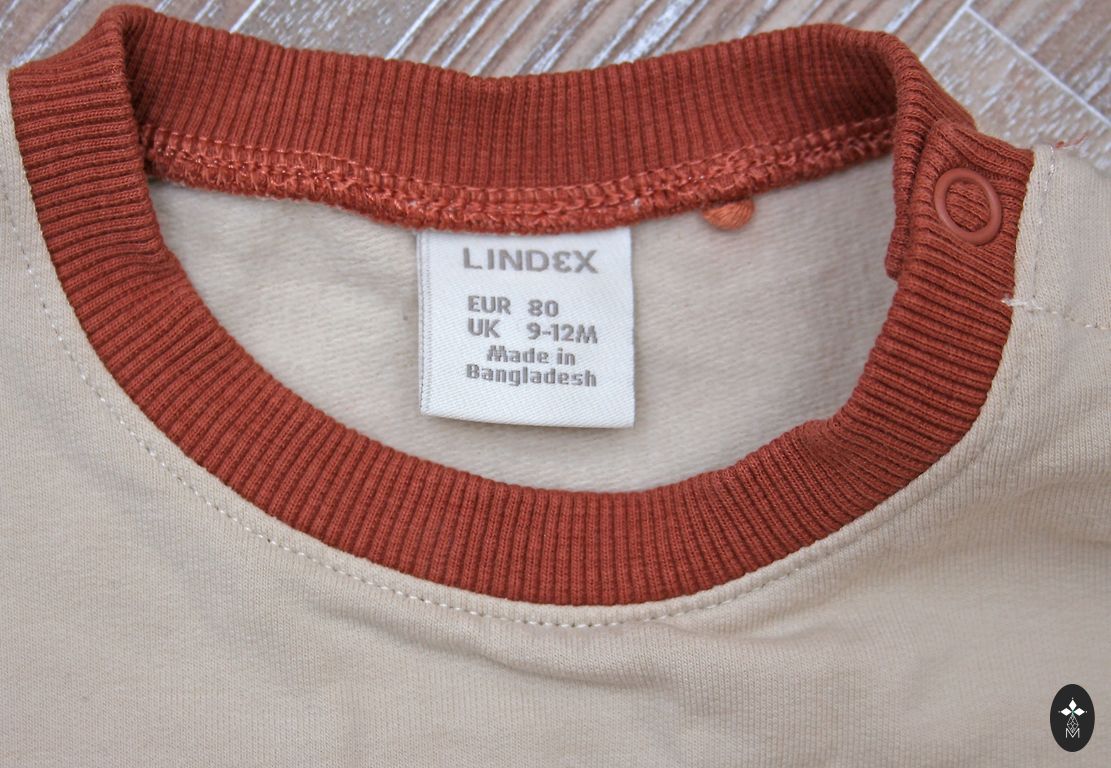 LINDEX
EUR 80
UK 9-12M
Made in
Bangladesh
M